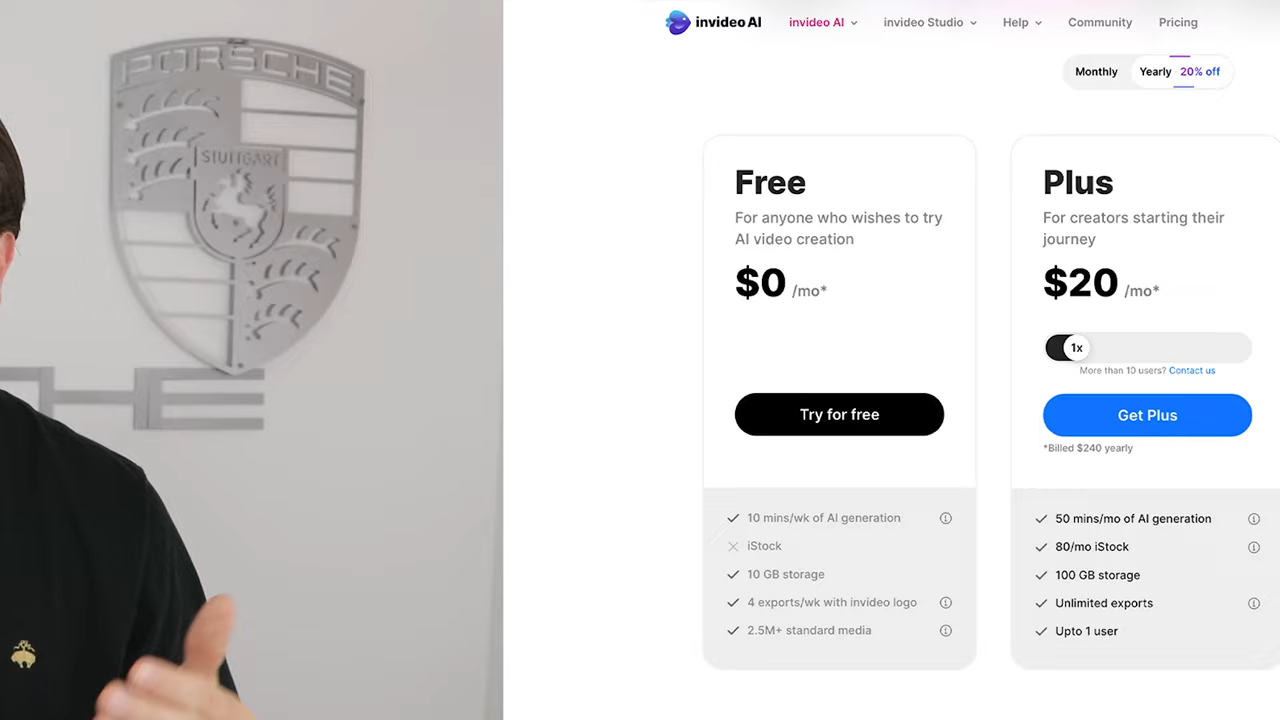 PORSCHE
STUTTGART
CHE
invideo AI
invideo AI
invideo Studio
Help
Community
Pricing
Monthly
Yearly 20% off
Free
For anyone who wishes to try
AI video creation
$0 /mo*
Try for free
10 mins/wk of AI generation
iStock
10 GB storage
4 exports/wk with invideo logo
2.5M+ standard media
Plus
For creators starting their
journey
$20 /mo*
1x
More than 10 users? Contact us
Get Plus
*Billed $240 yearly
50 mins/mo of AI generation
80/mo iStock
100 GB storage
Unlimited exports
Upto 1 user